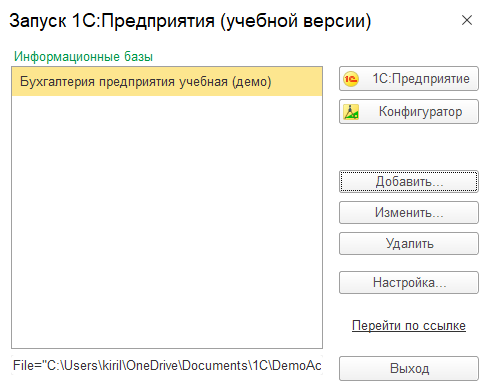 Запуск 1С:Предприятия (учебной версии)
Информационные базы
Бухгалтерия предприятия учебная (демо)
1С:Предприятие
Конфигуратор
Добавить...
Изменить...
Удалить
Настройка...
Перейти по ссылке
File="C:\Users\kiril\OneDrive\Documents\1C\DemoAc
Выход